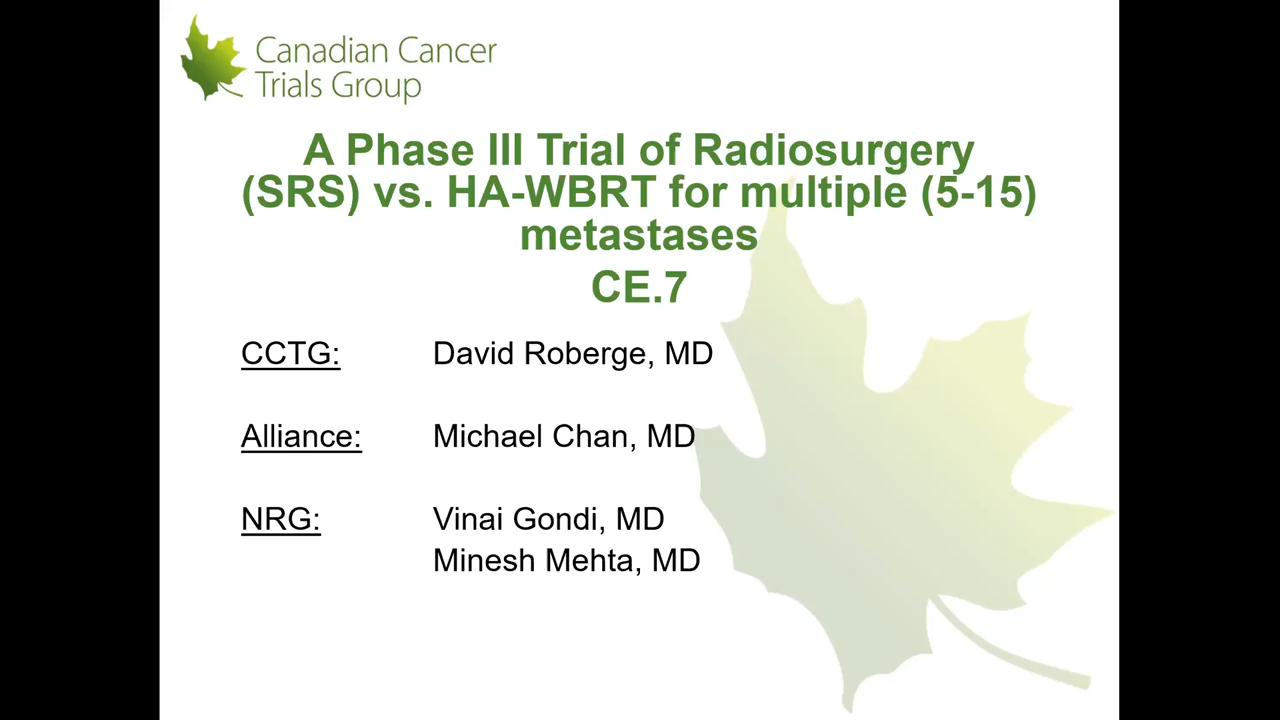 Canadian Cancer
Trials Group
A Phase III Trial of Radiosurgery
(SRS) vs. HA-WBRT for multiple (5-15)
metastases
CE.7
CCTG: David Roberge, MD
Alliance: Michael Chan, MD
NRG: Vinai Gondi, MD
Minesh Mehta, MD